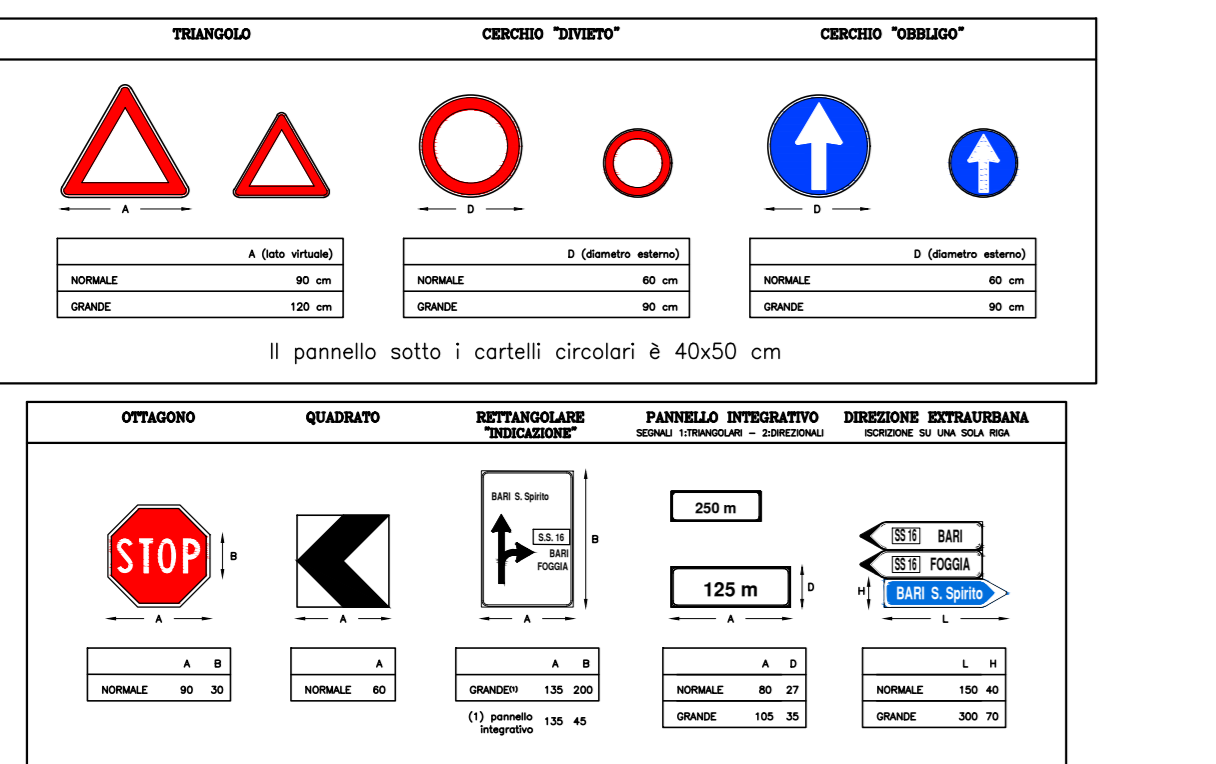 TRIANGOLO CERCHIO "DIVIETO" CERCHIO "OBBLIGO"
A D D
A (lato virtuale)
NORMALE 90 cm
GRANDE 120 cm
D (diametro esterno)
NORMALE 60 cm
GRANDE 90 cm
D (diametro esterno)
NORMALE 60 cm
GRANDE 90 cm
Il pannello sotto i cartelli circolari è 40x50 cm
OTTAGONO
STOP
B
A
A B
NORMALE 90 30
QUADRATO
A
A
NORMALE 60
RETTANGOLARE
"INDICAZIONE"
BARI S. Spirito
S.S. 16
BARI
FOGGIA
B
A
A B
GRANDE(1) 135 200
(1) pannello
integrativo 135 45
PANNELLO INTEGRATIVO
SEGNALI 1:TRIANGOLARI – 2:DIREZIONALI
250 m
125 m
D
A
A D
NORMALE 80 27
GRANDE 105 35
DIREZIONE EXTRAURBANA
ISCRIZIONE SU UNA SOLA RIGA
SS 16 BARI
SS 16 FOGGIA
BARI S. Spirito
H
L
L H
NORMALE 150 40
GRANDE 300 70